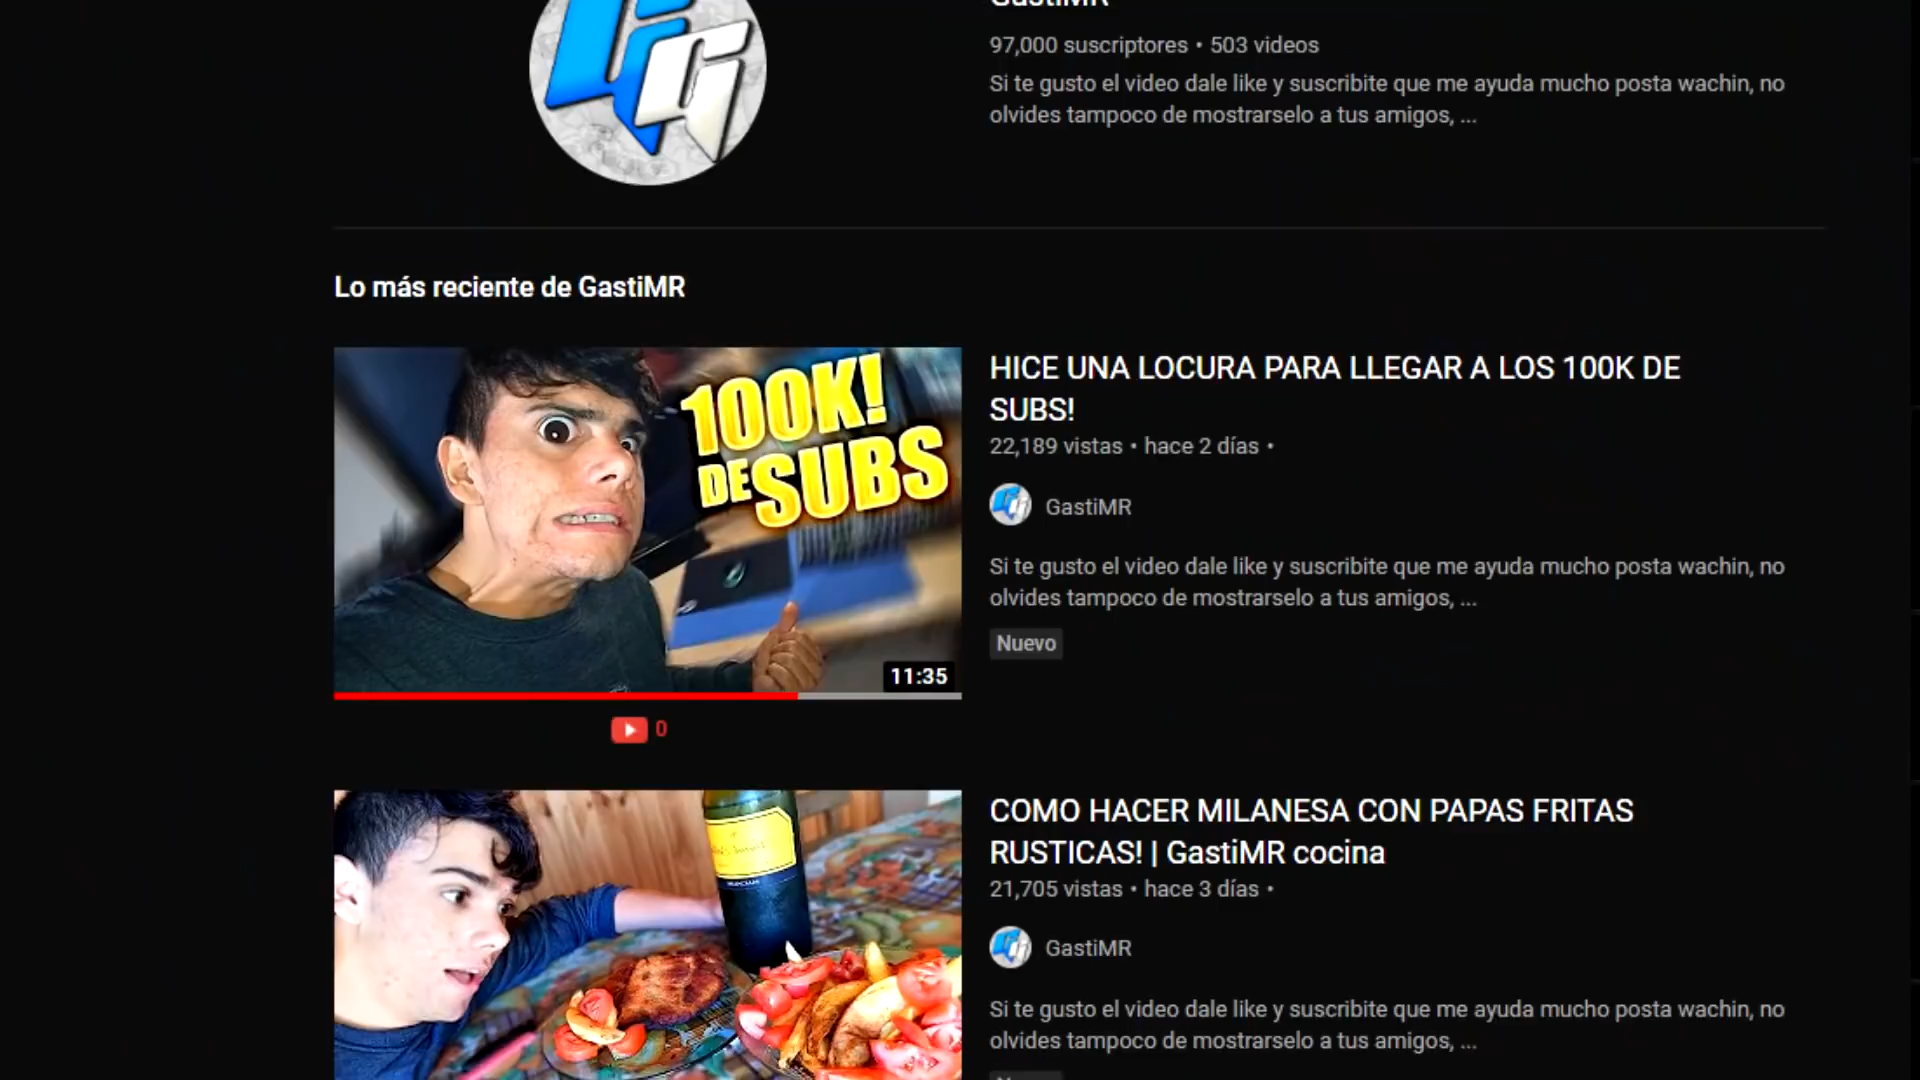 GastiMR
97,000 suscriptores • 503 videos
Si te gusto el video dale like y suscribite que me ayuda mucho posta wachin, no
olvides tampoco de mostrarselo a tus amigos, ...
Lo más reciente de GastiMR
100K!
DE SUBS
11:35
0
HICE UNA LOCURA PARA LLEGAR A LOS 100K DE
SUBS!
22,189 vistas • hace 2 días •
GastiMR
Si te gusto el video dale like y suscribite que me ayuda mucho posta wachin, no
olvides tampoco de mostrarselo a tus amigos, ...
Nuevo
COMO HACER MILANESA CON PAPAS FRITAS
RUSTICAS! | GastiMR cocina
21,705 vistas • hace 3 días •
GastiMR
Si te gusto el video dale like y suscribite que me ayuda mucho posta wachin, no
olvides tampoco de mostrarselo a tus amigos, ...